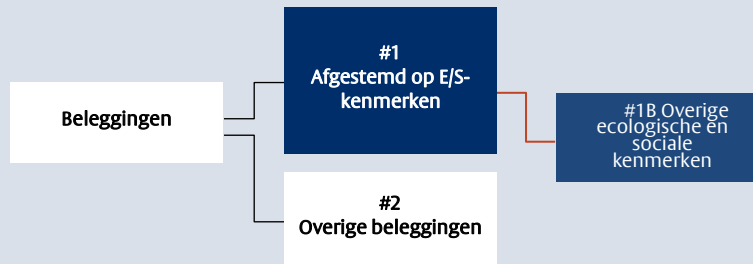 Beleggingen
#1
Afgestemd op E/S-
kenmerken
#2
Overige beleggingen
#1B Overige
ecologische en
sociale
kenmerken